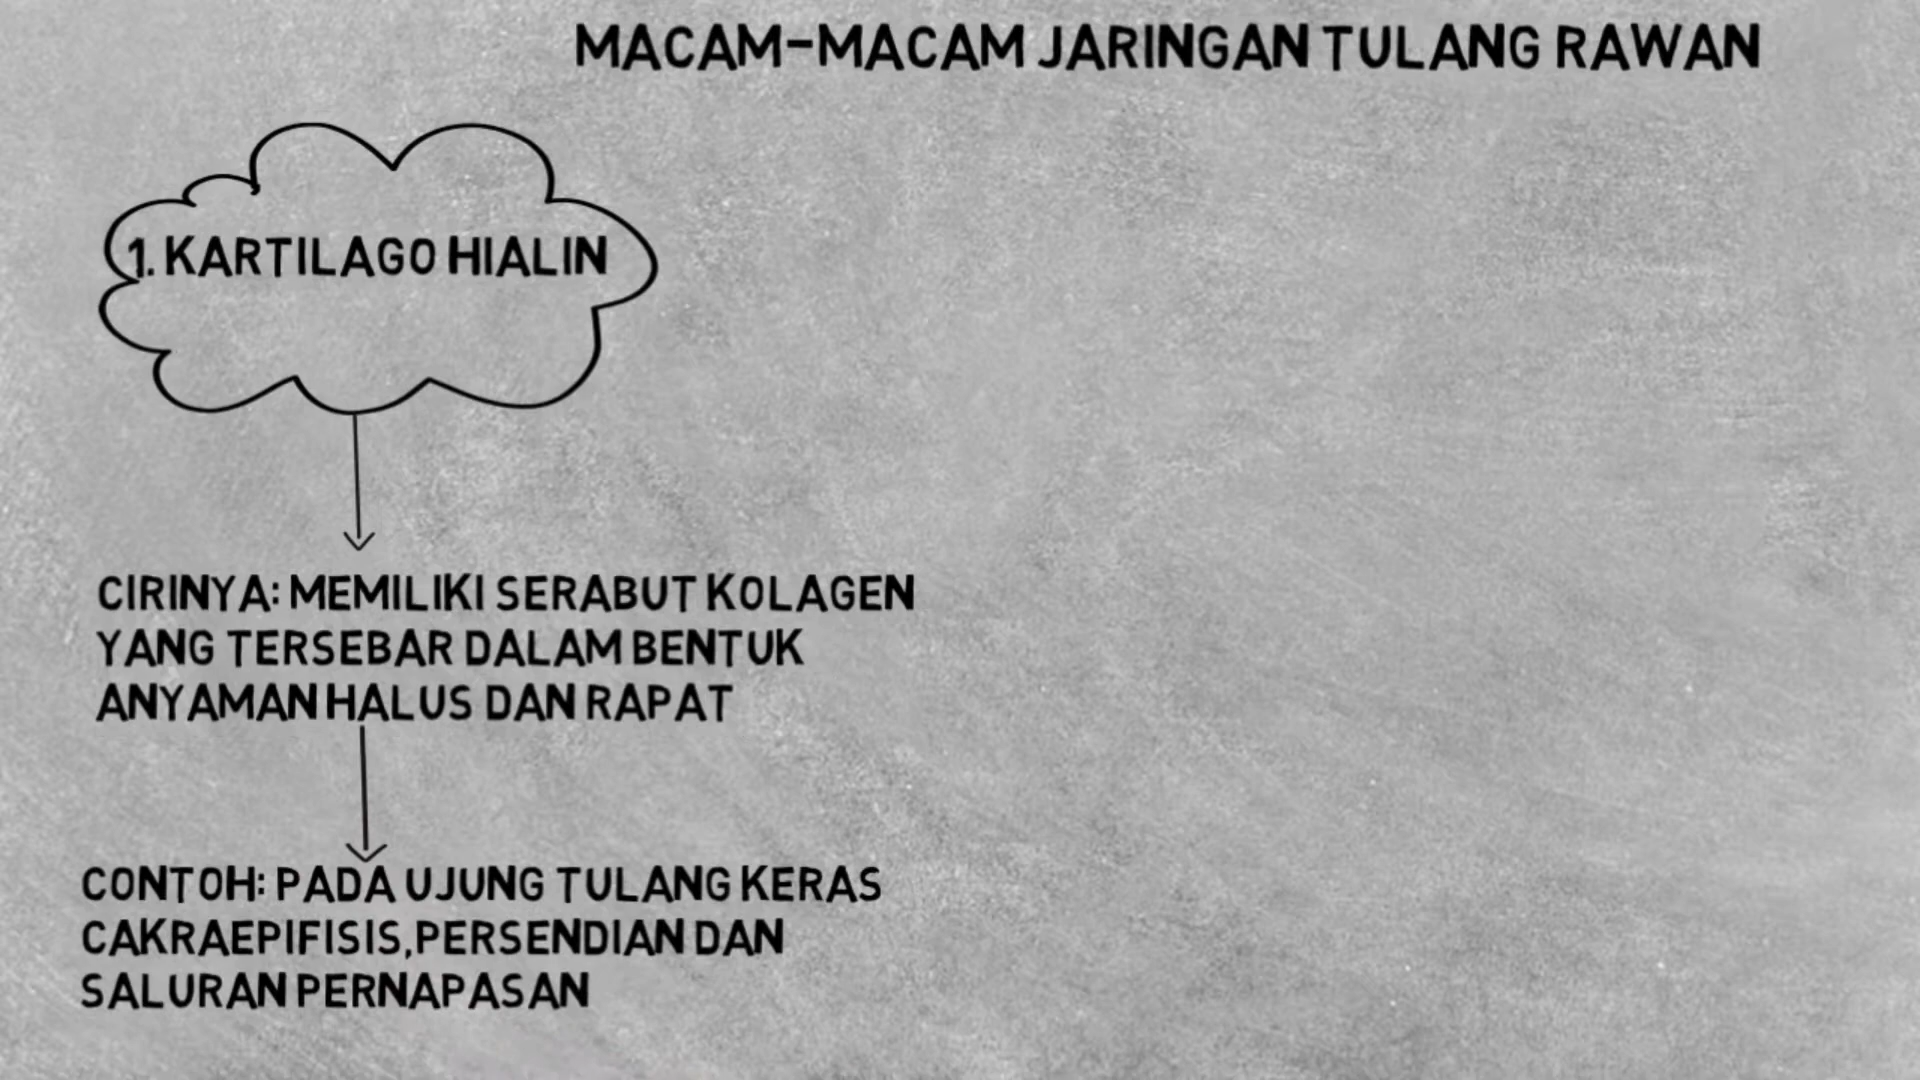 MACAM-MACAM JARINGAN TULANG RAWAN
1. KARTILAGO HIALIN
CIRINYA: MEMILIKI SERABUT KOLAGEN
YANG TERSEBAR DALAM BENTUK
ANYAMAN HALUS DAN RAPAT
CONTOH: PADA UJUNG TULANG KERAS
CAKRAEPIFISIS,PERSENDIAN DAN
SALURAN PERNAPASAN